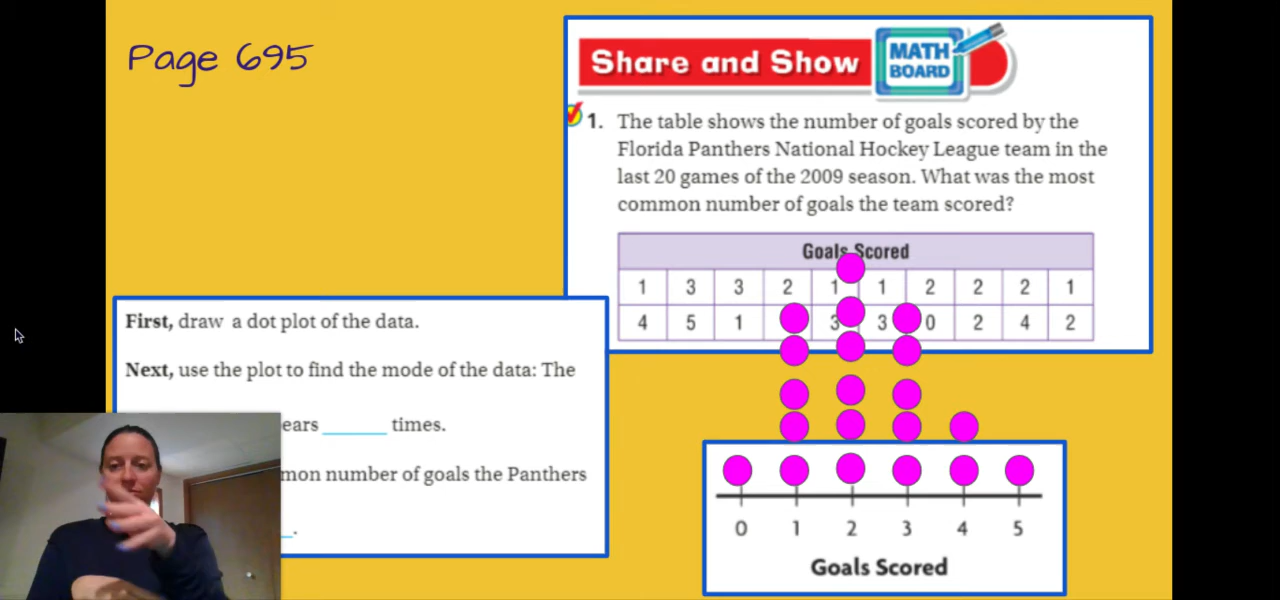 Page 695
Share and Show
MATH
BOARD
1. The table shows the number of goals scored by the
Florida Panthers National Hockey League team in the
last 20 games of the 2009 season. What was the most
common number of goals the team scored?
Goals Scored
1 3 3 2 1 1 2 2 2 1
4 5 1 3 3 0 2 4 2
First, draw a dot plot of the data.
Next, use the plot to find the mode of the data: The
ears ______ times.
mon number of goals the Panthers
.
0 1 2 3 4 5
Goals Scored